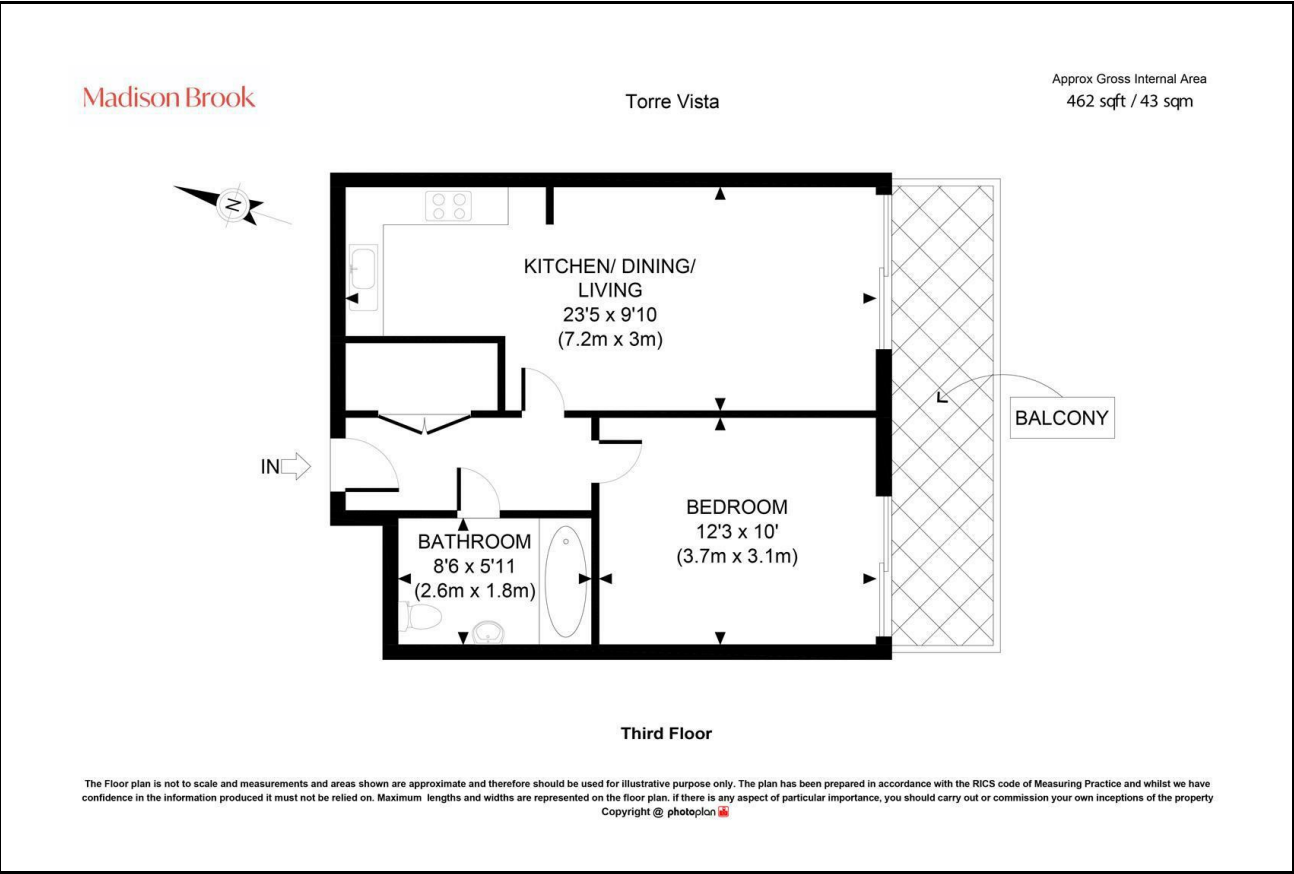 Madison Brook
Torre Vista
Approx Gross Internal Area
462 sqft / 43 sqm
N
KITCHEN/ DINING/
LIVING
23'5 x 9'10
(7.2m x 3m)
BALCONY
IN
BEDROOM
12'3 x 10'
(3.7m x 3.1m)
BATHROOM
8'6 x 5'11
(2.6m x 1.8m)
Third Floor
The Floor plan is not to scale and measurements and areas shown are approximate and therefore should be used for illustrative purpose only. The plan has been prepared in accordance with the RICS code of Measuring Practice and whilst we have
confidence in the information produced it must not be relied on. Maximum lengths and widths are represented on the floor plan. if there is any aspect of particular importance, you should carry out or commission your own inceptions of the property
Copyright @ photoplan